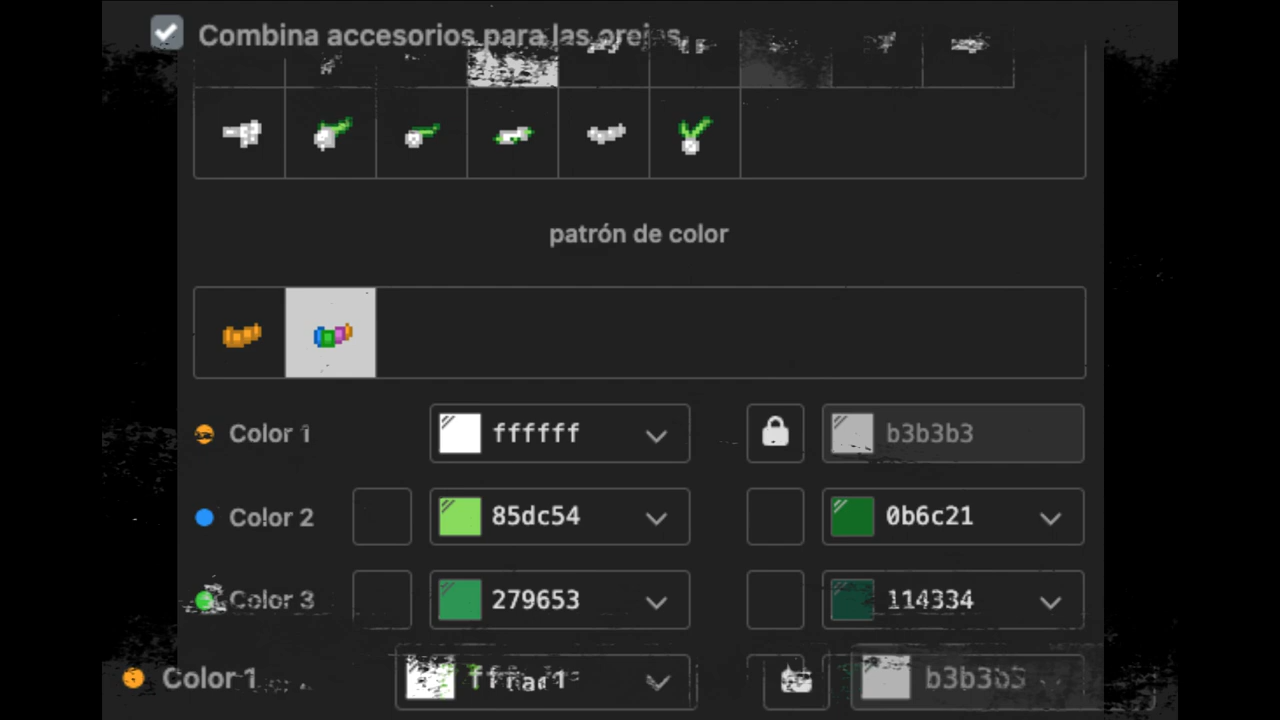 Combina accesorios para las orejas
patrón de color
Color 1 ffffff b3b3b3
Color 2 85dc54 0b6c21
Color 3 279653 114334
Color 1 b3b3b3